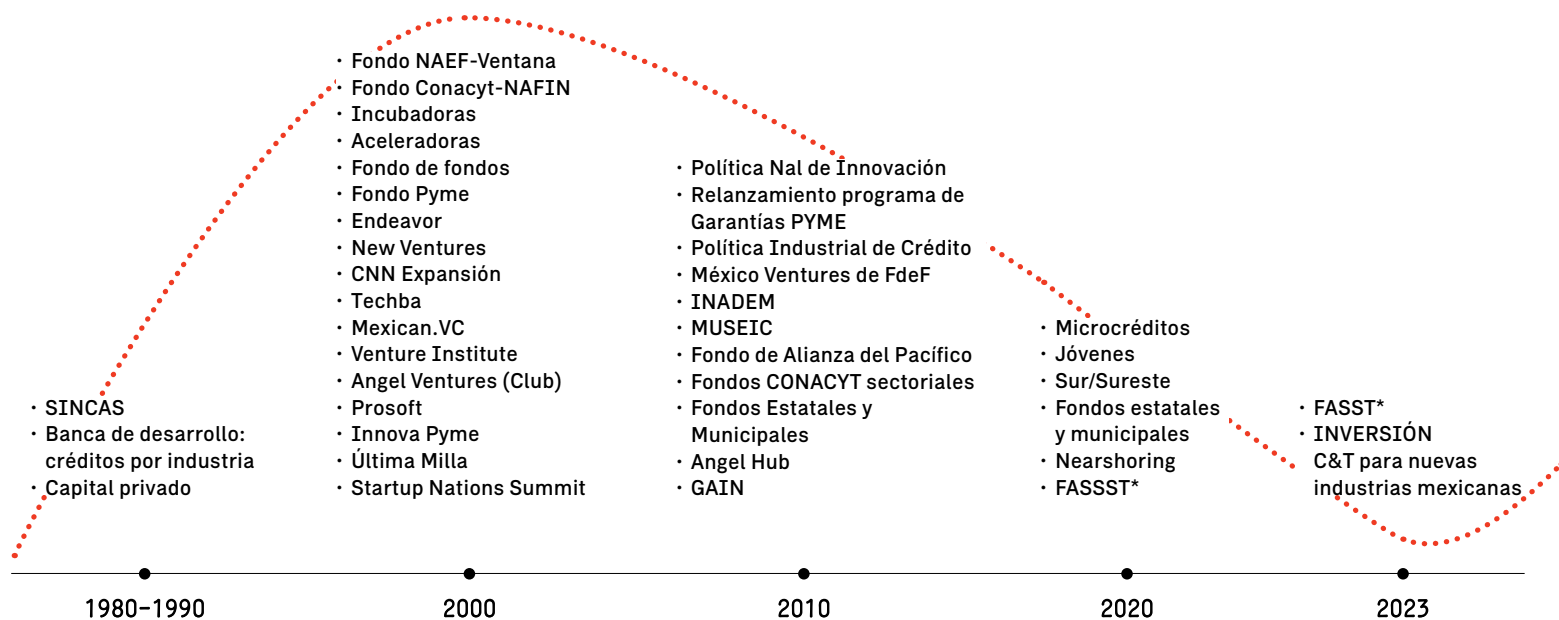 · SINCAS
· Banca de desarrollo:
créditos por industria
· Capital privado
· Fondo NAEF-Ventana
· Fondo Conacyt-NAFIN
· Incubadoras
· Aceleradoras
· Fondo de fondos
· Fondo Pyme
· Endeavor
· New Ventures
· CNN Expansión
· Techba
· Mexican.VC
· Venture Institute
· Angel Ventures (Club)
· Prosoft
· Innova Pyme
· Última Milla
· Startup Nations Summit
· Política Nal de Innovación
· Relanzamiento programa de
Garantías PYME
· Política Industrial de Crédito
· México Ventures de FdeF
· INADEM
· MUSEIC
· Fondo de Alianza del Pacífico
· Fondos CONACYT sectoriales
· Fondos Estatales y
Municipales
· Angel Hub
· GAIN
· Microcréditos
· Jóvenes
· Sur/Sureste
· Fondos estatales
y municipales
· Nearshoring
· FASSST*
· FASST*
· INVERSIÓN
C&T para nuevas
industrias mexicanas
1980-1990
2000
2010
2020
2023